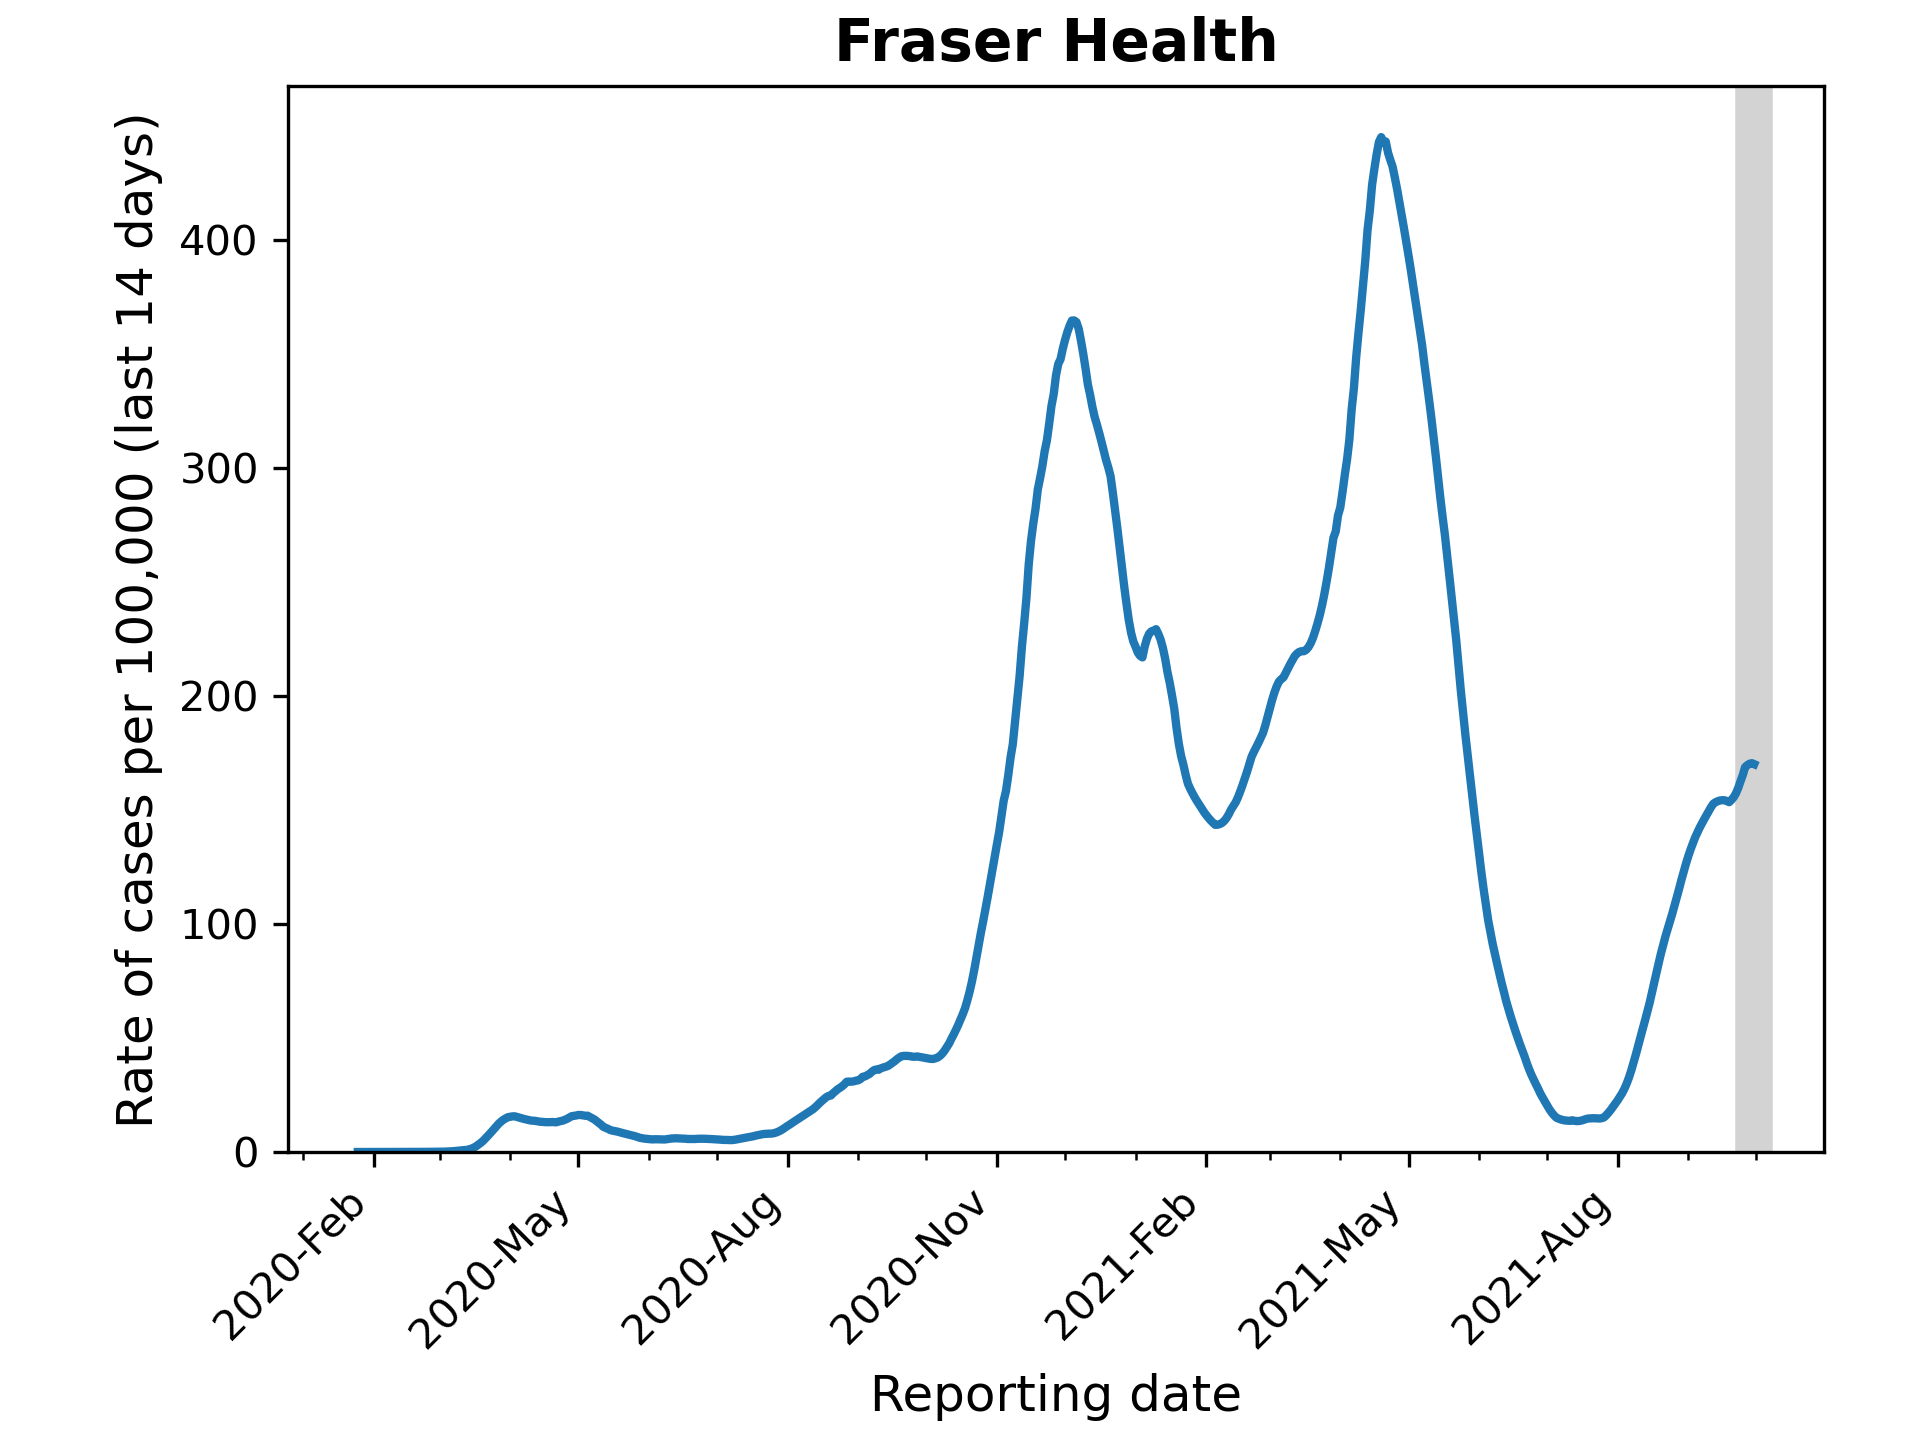 Fraser Health
Rate of cases per 100,000 (last 14 days)
400
300
200
100
0
2020-Feb
2020-May
2020-Aug
2020-Nov
2021-Feb
2021-May
2021-Aug
Reporting date